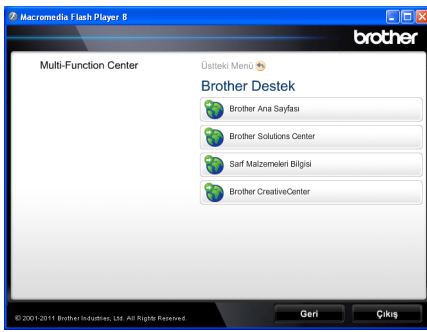 Macromedia Flash Player 8
brother
Multi-Function Center
Üstteki Menü
Brother Destek
Brother Ana Sayfası
Brother Solutions Center
Sarf Malzemeleri Bilgisi
Brother CreativeCenter
© 2001-2011 Brother Industries, Ltd. All Rights Reserved.
Geri
Çıkış